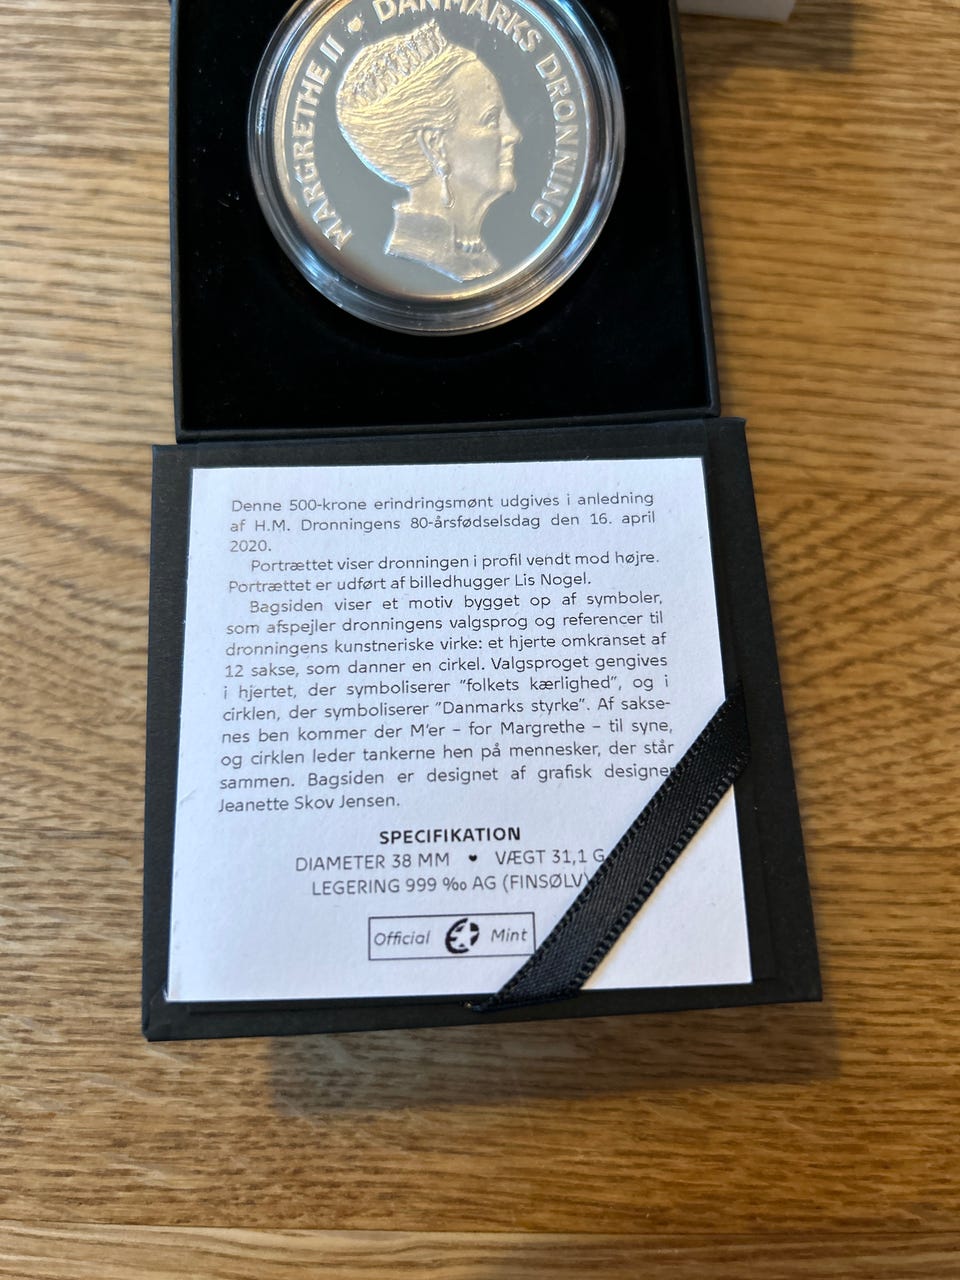 MARGRETHE II DANMARKS DRONNING
Denne 500-krone erindringsmønt udgives i anledning
af H.M. Dronningens 80-årsfødselsdag den 16. april
2020.
Portrættet viser dronningen i profil vendt mod højre.
Portrættet er udført af billedhugger Lis Nogel.
Bagsiden viser et motiv bygget op af symboler,
som afspejler dronningens valgsprog og referencer til
dronningens kunstneriske virke: et hjerte omkranset af
12 sakse, som danner en cirkel. Valgsproget gengives
i hjertet, der symboliserer "folkets kærlighed", og i
cirklen, der symboliserer "Danmarks styrke". Af sakse-
nes ben kommer der M'er – for Margrethe – til syne,
og cirklen leder tankerne hen på mennesker, der står
sammen. Bagsiden er designet af grafisk designer
Jeanette Skov Jensen.
SPECIFIKATION
DIAMETER 38 MM ♥ VÆGT 31,1 G
LEGERING 999 ‰ AG (FINSØLV)
Official Mint